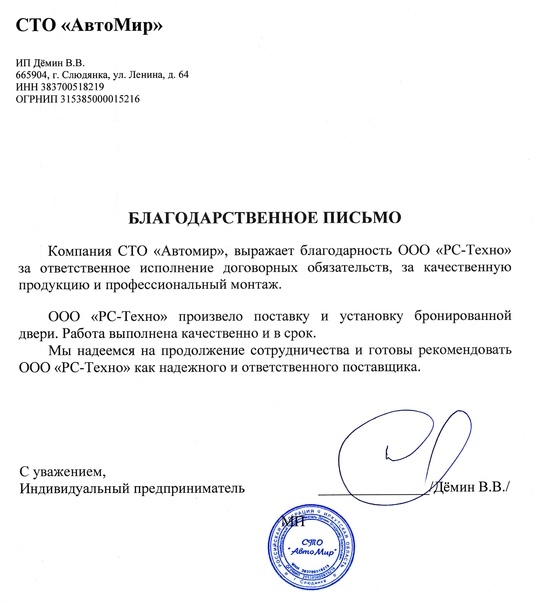 СТО «АвтоМир»
ИП Дёмин В.В.
665904, г. Слюдянка, ул. Ленина, д. 64
ИНН 383700518219
ОГРНИП 315385000015216
БЛАГОДАРСТВЕННОЕ ПИСЬМО
Компания СТО «Автомир», выражает благодарность ООО «РС-Техно»
за ответственное исполнение договорных обязательств, за качественную
продукцию и профессиональный монтаж.
ООО «РС-Техно» произвело поставку и установку бронированной
двери. Работа выполнена качественно и в срок.
Мы надеемся на продолжение сотрудничества и готовы рекомендовать
ООО «РС-Техно» как надежного и ответственного поставщика.
С уважением,
Индивидуальный предприниматель
/Дёмин В.В./
МП
СТО
"АвтоМир"